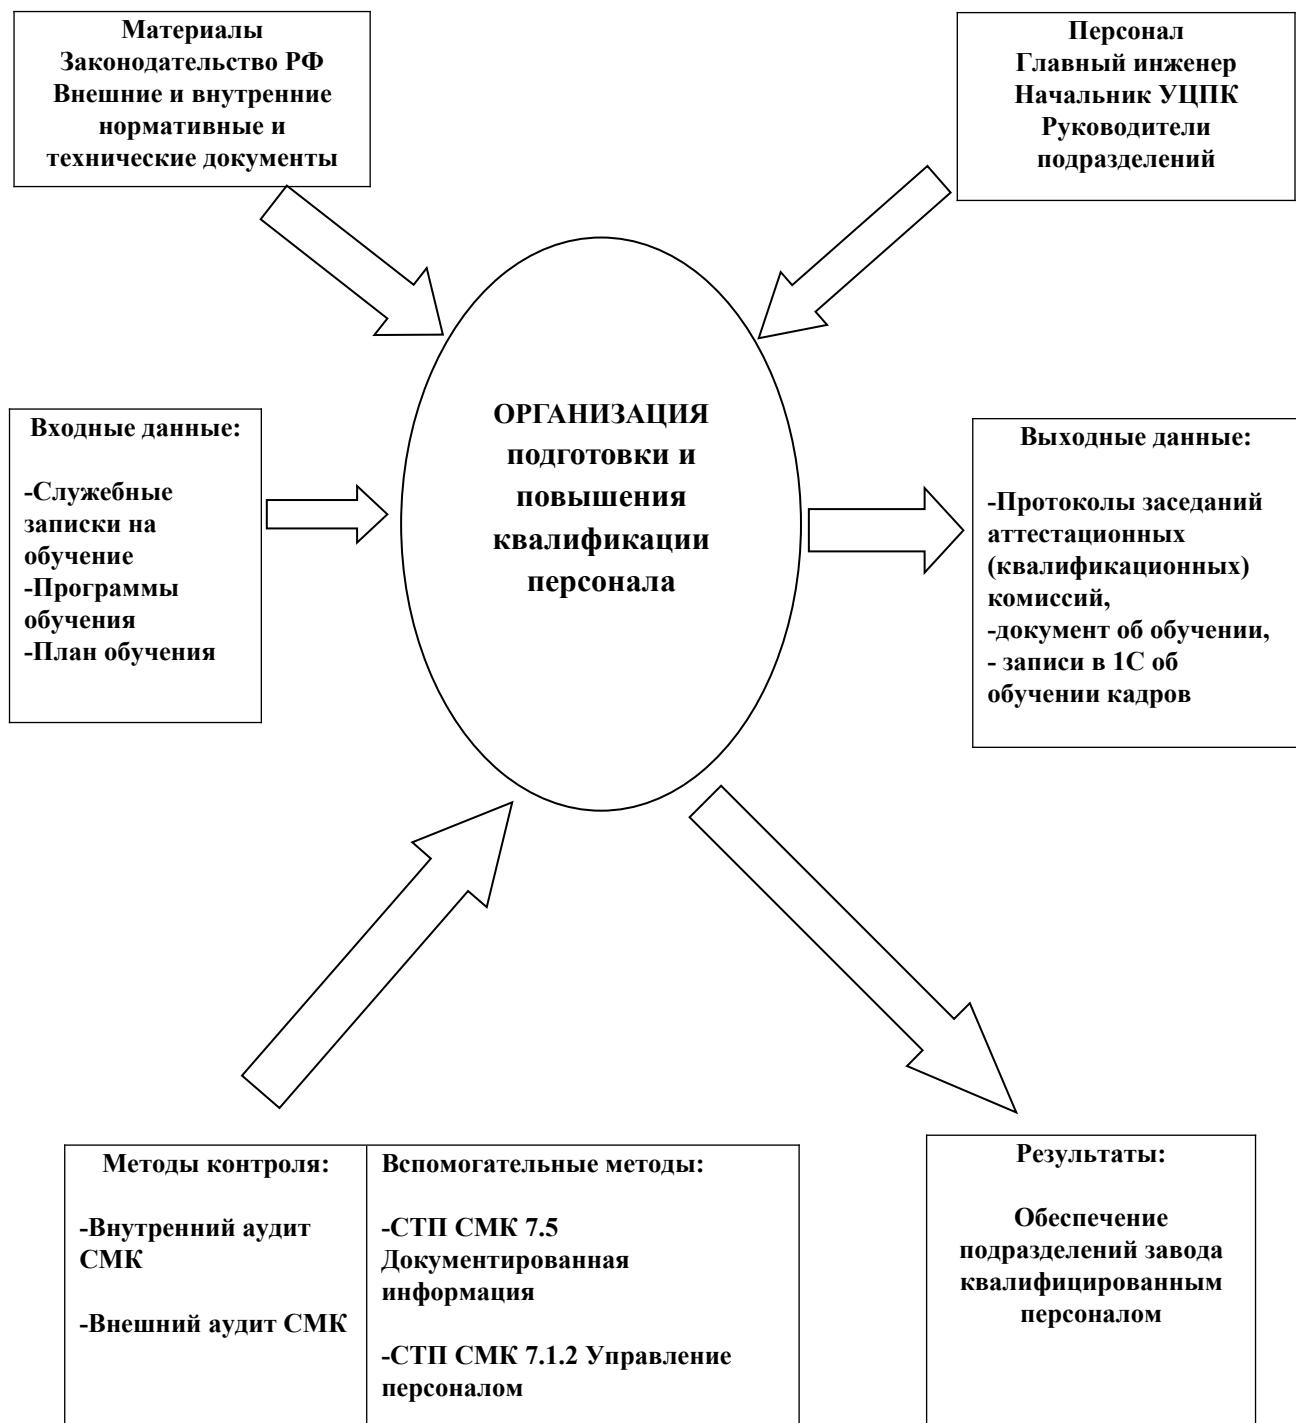 Материалы
Законодательство РФ
Внешние и внутренние
нормативные и
технические документы
Персонал
Главный инженер
Начальник УЦПК
Руководители
подразделений
ОРГАНИЗАЦИЯ
подготовки и
повышения
квалификации
персонала
Входные данные:
-Служебные
записки на
обучение
-Программы
обучения
-План обучения
Выходные данные:
-Протоколы заседаний
аттестационных
(квалификационных)
комиссий,
-документ об обучении,
- записи в 1С об
обучении кадров
Методы контроля:
-Внутренний аудит
СМК
-Внешний аудит СМК
Вспомогательные методы:
-СТП СМК 7.5
Документированная
информация
-СТП СМК 7.1.2 Управление
персоналом
Результаты:
Обеспечение
подразделений завода
квалифицированным
персоналом